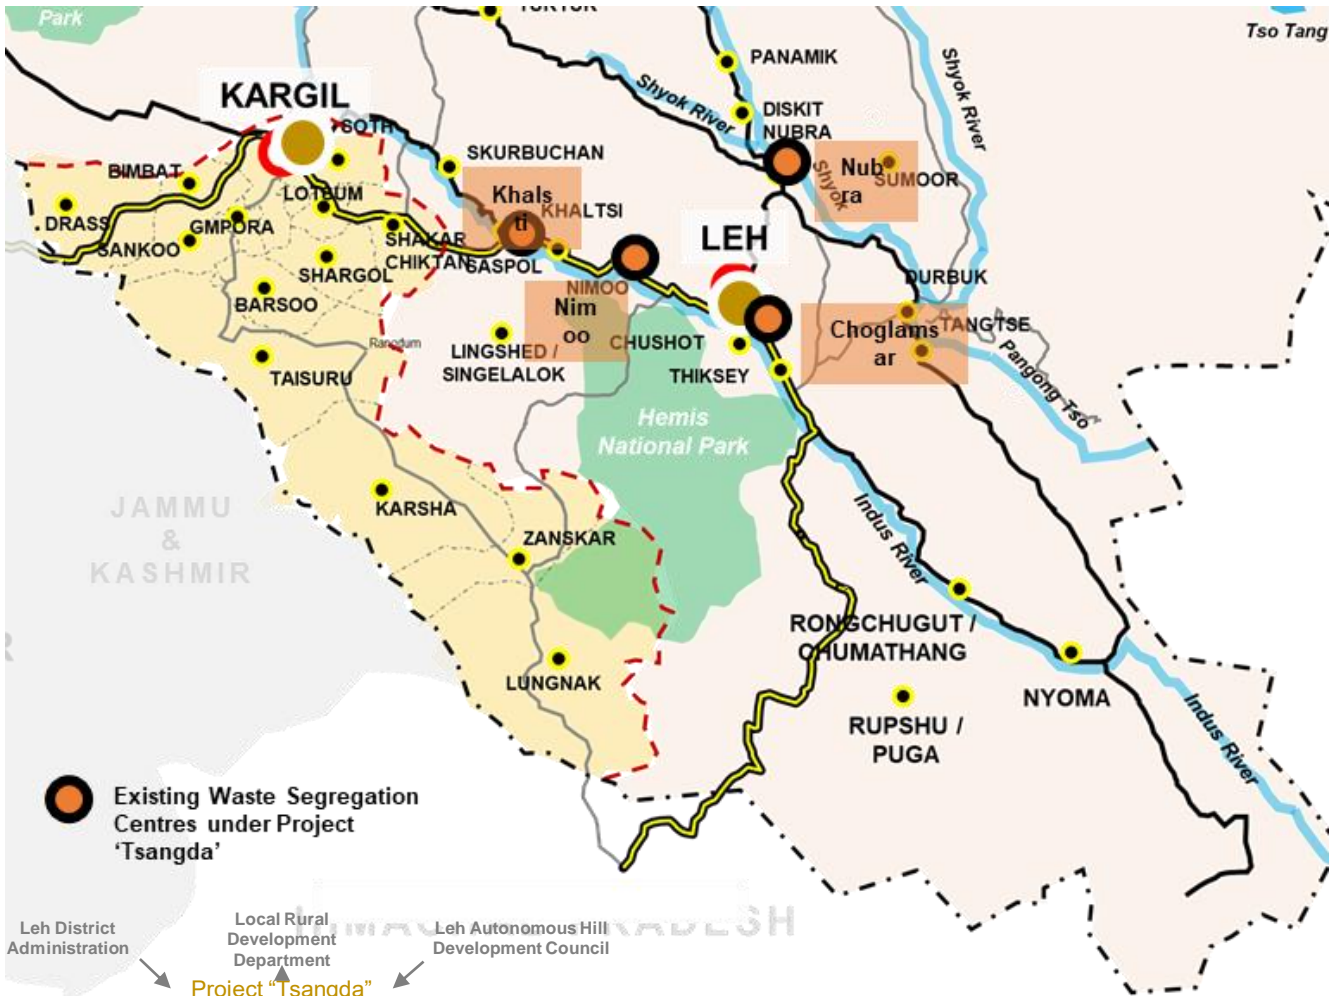 Park
TURTUK
Tso Tang
PANAMIK
Shyok River
Shyok River
KARGIL
SOTH
DISKIT
NUBRA
SKURBUCHAN
BIMBAT
Nub
ra
SUMOOR
Shyok
Khals
ti
KHALTSI
LOTSUM
DRASS
GMPORA
SANKOO
SHAKAR
CHIKTAN
SASPOL
LEH
SHARGOL
DURBUK
BARSOO
NIMOO
Nim
oo
Choglams
ar
TANGTSE
Rangdum
LINGSHED /
SINGELALOK
CHUSHOT
THIKSEY
Pangong Tso
TAISURU
Hemis
National Park
JAMMU
&
KASHMIR
KARSHA
ZANSKAR
Indus River
RONGCHUGUT /
CHUMATHANG
LUNGNAK
NYOMA
RUPSHU /
PUGA
Indus River
Existing Waste Segregation
Centres under Project
‘Tsangda’
Leh District
Administration
Local Rural
Development
Department
Leh Autonomous Hill
Development Council
Project “Tsangda”